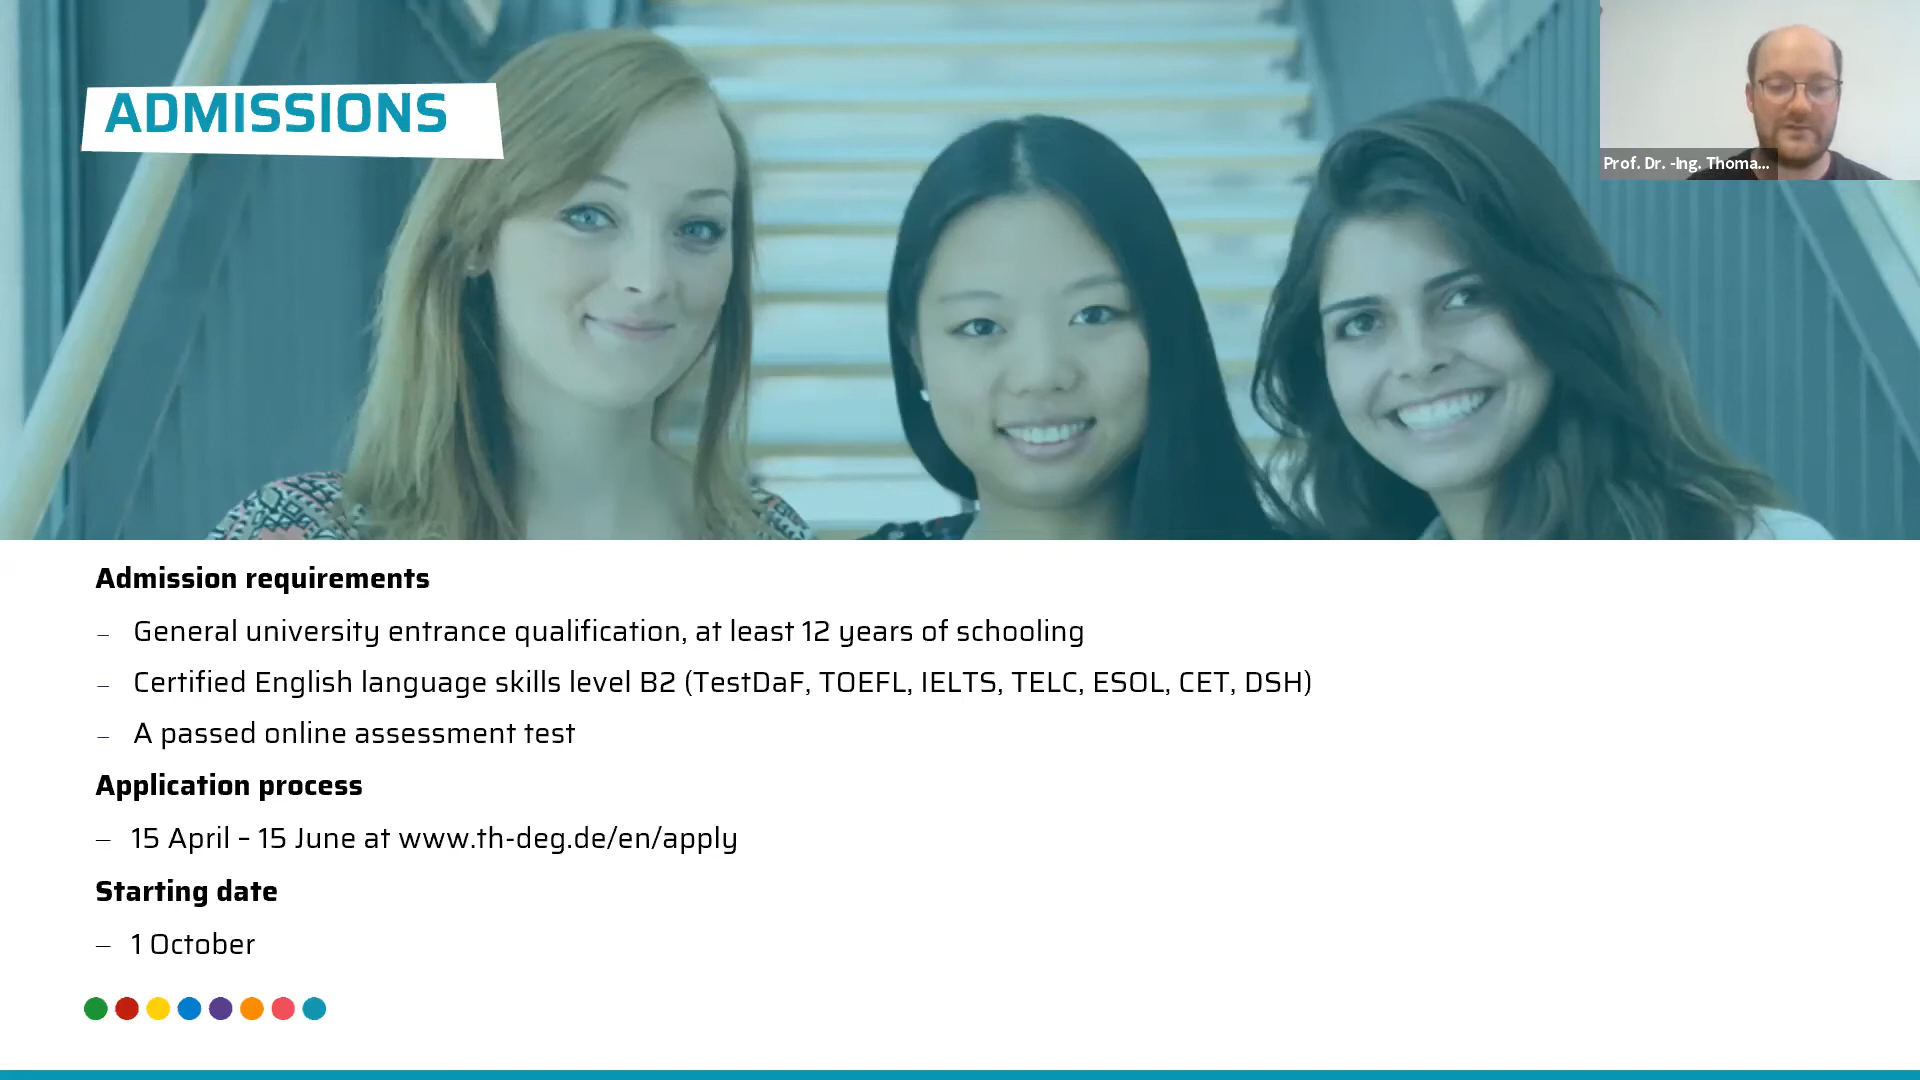 ADMISSIONS
Prof. Dr. -Ing. Thoma...
Admission requirements
– General university entrance qualification, at least 12 years of schooling
– Certified English language skills level B2 (TestDaF, TOEFL, IELTS, TELC, ESOL, CET, DSH)
– A passed online assessment test
Application process
– 15 April – 15 June at www.th-deg.de/en/apply
Starting date
– 1 October